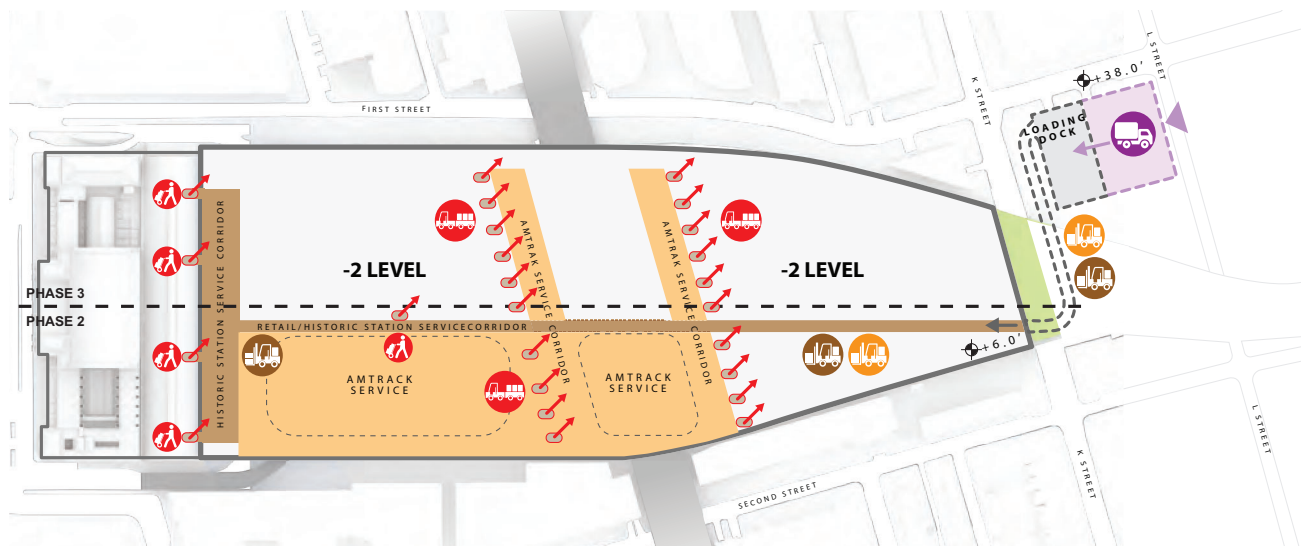 FIRST STREET
K STREET
L STREET
+38.0’
LOADING
DOCK
HISTORIC STATION SERVICE CORRIDOR
AMTRAK SERVICE CORRIDOR
AMTRAK SERVICE CORRIDOR
-2 LEVEL
-2 LEVEL
PHASE 3
PHASE 2
RETAIL/HISTORIC STATION SERVICECORRIDOR
+6.0’
AMTRACK
SERVICE
AMTRACK
SERVICE
SECOND STREET
K STREET
L STREET